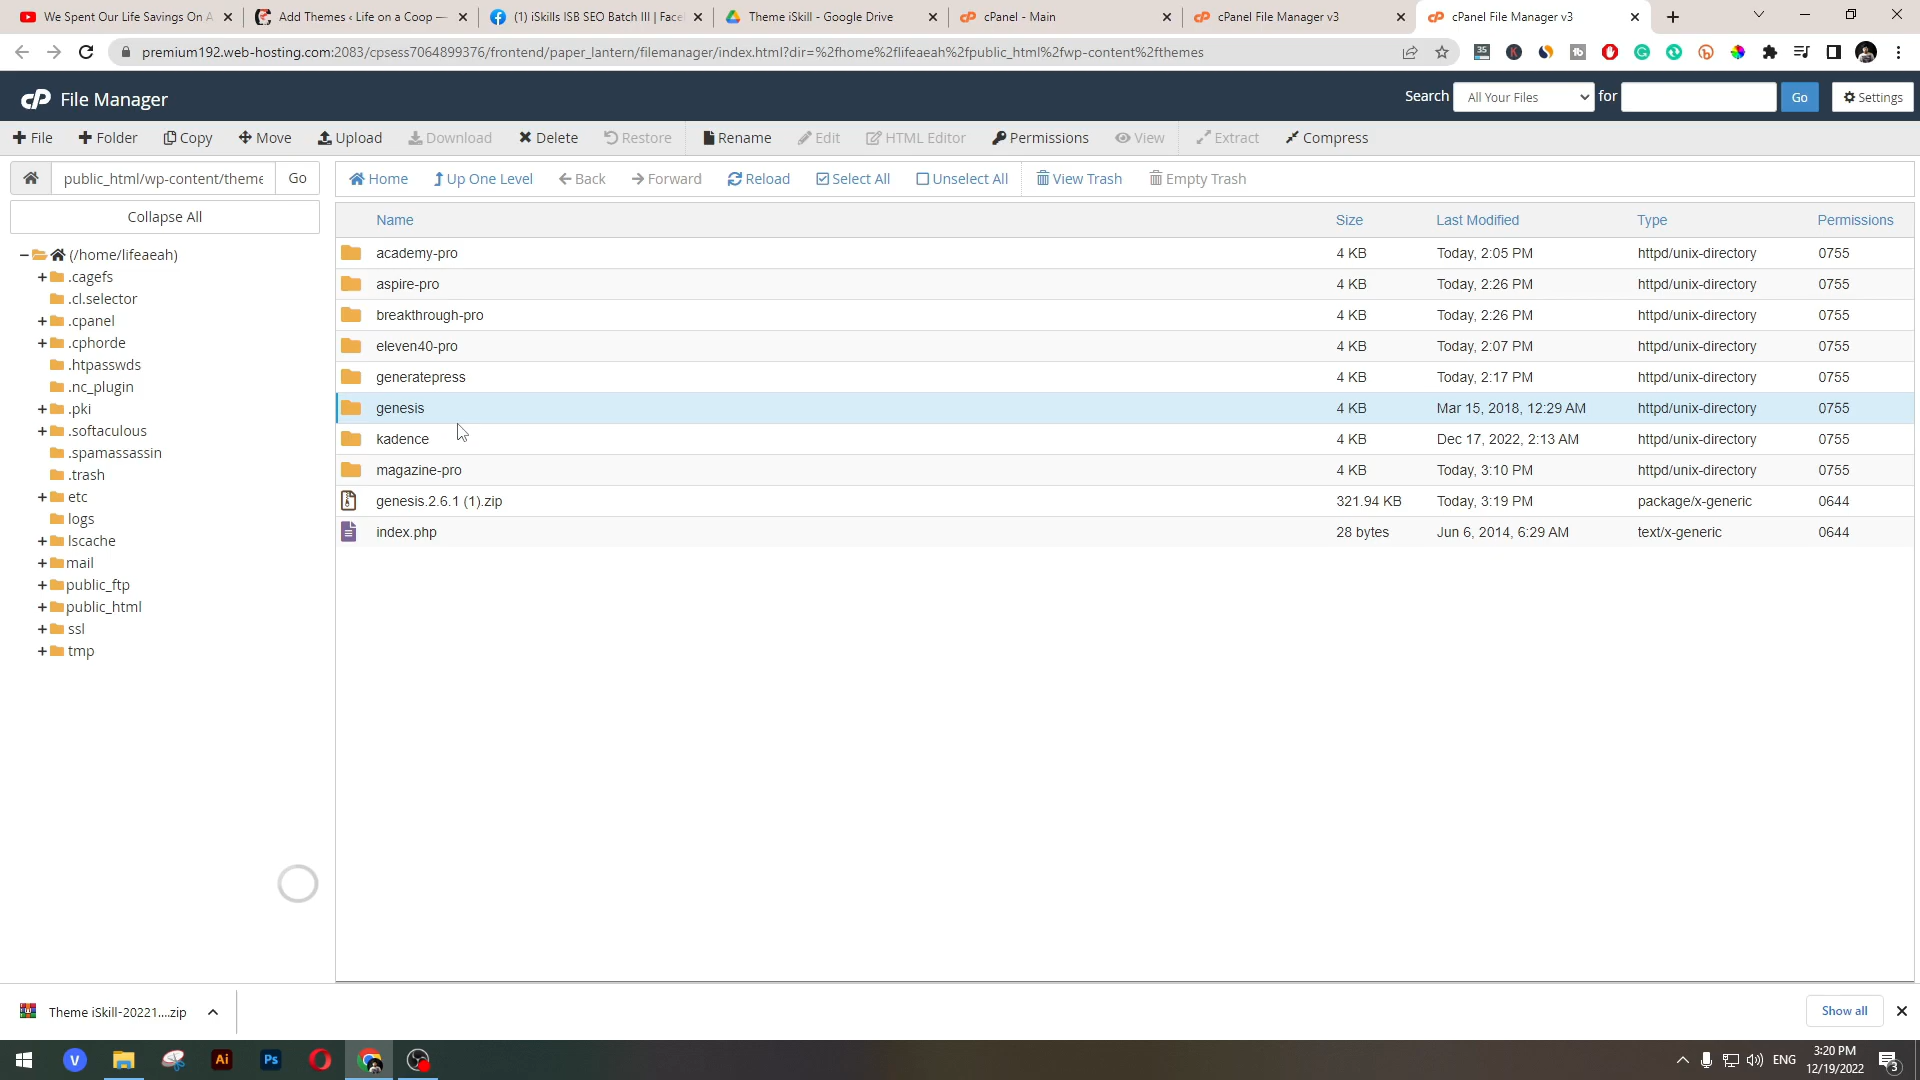 We Spent Our Life Savings On A
Add Themes ‹ Life on a Coop —
(1) iSkills ISB SEO Batch III | Face
Theme iSkill - Google Drive
cPanel - Main
cPanel File Manager v3
cPanel File Manager v3
premium192.web-hosting.com:2083/cpsess7064899376/frontend/paper_lantern/filemanager/index.html?dir=%2fhome%2flifeaeah%2fpublic_html%2fwp-content%2fthemes
35
cP File Manager
Search All Your Files for Go Settings
File Folder Copy Move Upload Download Delete Restore Rename Edit HTML Editor Permissions View Extract Compress
public_html/wp-content/theme Go
Home Up One Level Back Forward Reload Select All Unselect All View Trash Empty Trash
Collapse All
(/home/lifeaeah)
.cagefs
.cl.selector
.cpanel
.cphorde
.htpasswds
.nc_plugin
.pki
.softaculous
.spamassassin
.trash
etc
logs
lscache
mail
public_ftp
public_html
ssl
tmp
Name Size Last Modified Type Permissions
academy-pro 4 KB Today, 2:05 PM httpd/unix-directory 0755
aspire-pro 4 KB Today, 2:26 PM httpd/unix-directory 0755
breakthrough-pro 4 KB Today, 2:26 PM httpd/unix-directory 0755
eleven40-pro 4 KB Today, 2:07 PM httpd/unix-directory 0755
generatepress 4 KB Today, 2:17 PM httpd/unix-directory 0755
genesis 4 KB Mar 15, 2018, 12:29 AM httpd/unix-directory 0755
kadence 4 KB Dec 17, 2022, 2:13 AM httpd/unix-directory 0755
magazine-pro 4 KB Today, 3:10 PM httpd/unix-directory 0755
genesis.2.6.1 (1).zip 321.94 KB Today, 3:19 PM package/x-generic 0644
index.php 28 bytes Jun 6, 2014, 6:29 AM text/x-generic 0644
Theme iSkill-20221....zip
Show all
V
Ai
Ps
ENG
3:20 PM
12/19/2022
3